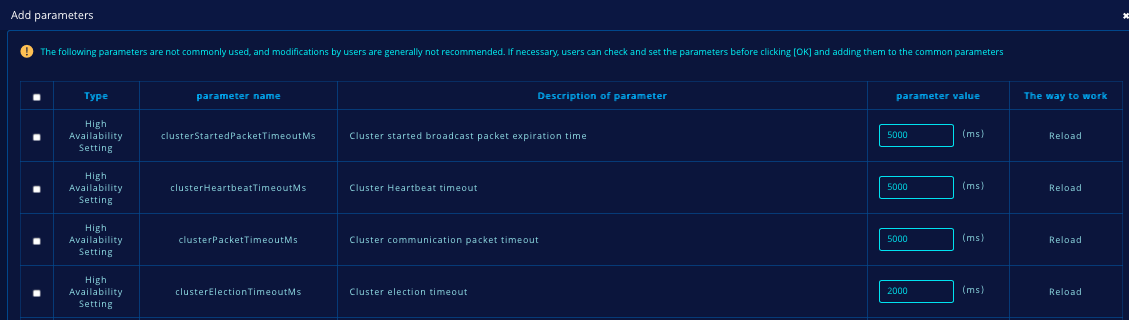 Add parameters
The following parameters are not commonly used, and modifications by users are generally not recommended. If necessary, users can check and set the parameters before clicking [OK] and adding them to the common parameters
Type parameter name Description of parameter parameter value The way to work
High Availability Setting clusterStartedPacketTimeoutMs Cluster started broadcast packet expiration time 5000 (ms) Reload
High Availability Setting clusterHeartbeatTimeoutMs Cluster Heartbeat timeout 5000 (ms) Reload
High Availability Setting clusterPacketTimeoutMs Cluster communication packet timeout 5000 (ms) Reload
High Availability Setting clusterElectionTimeoutMs Cluster election timeout 2000 (ms) Reload